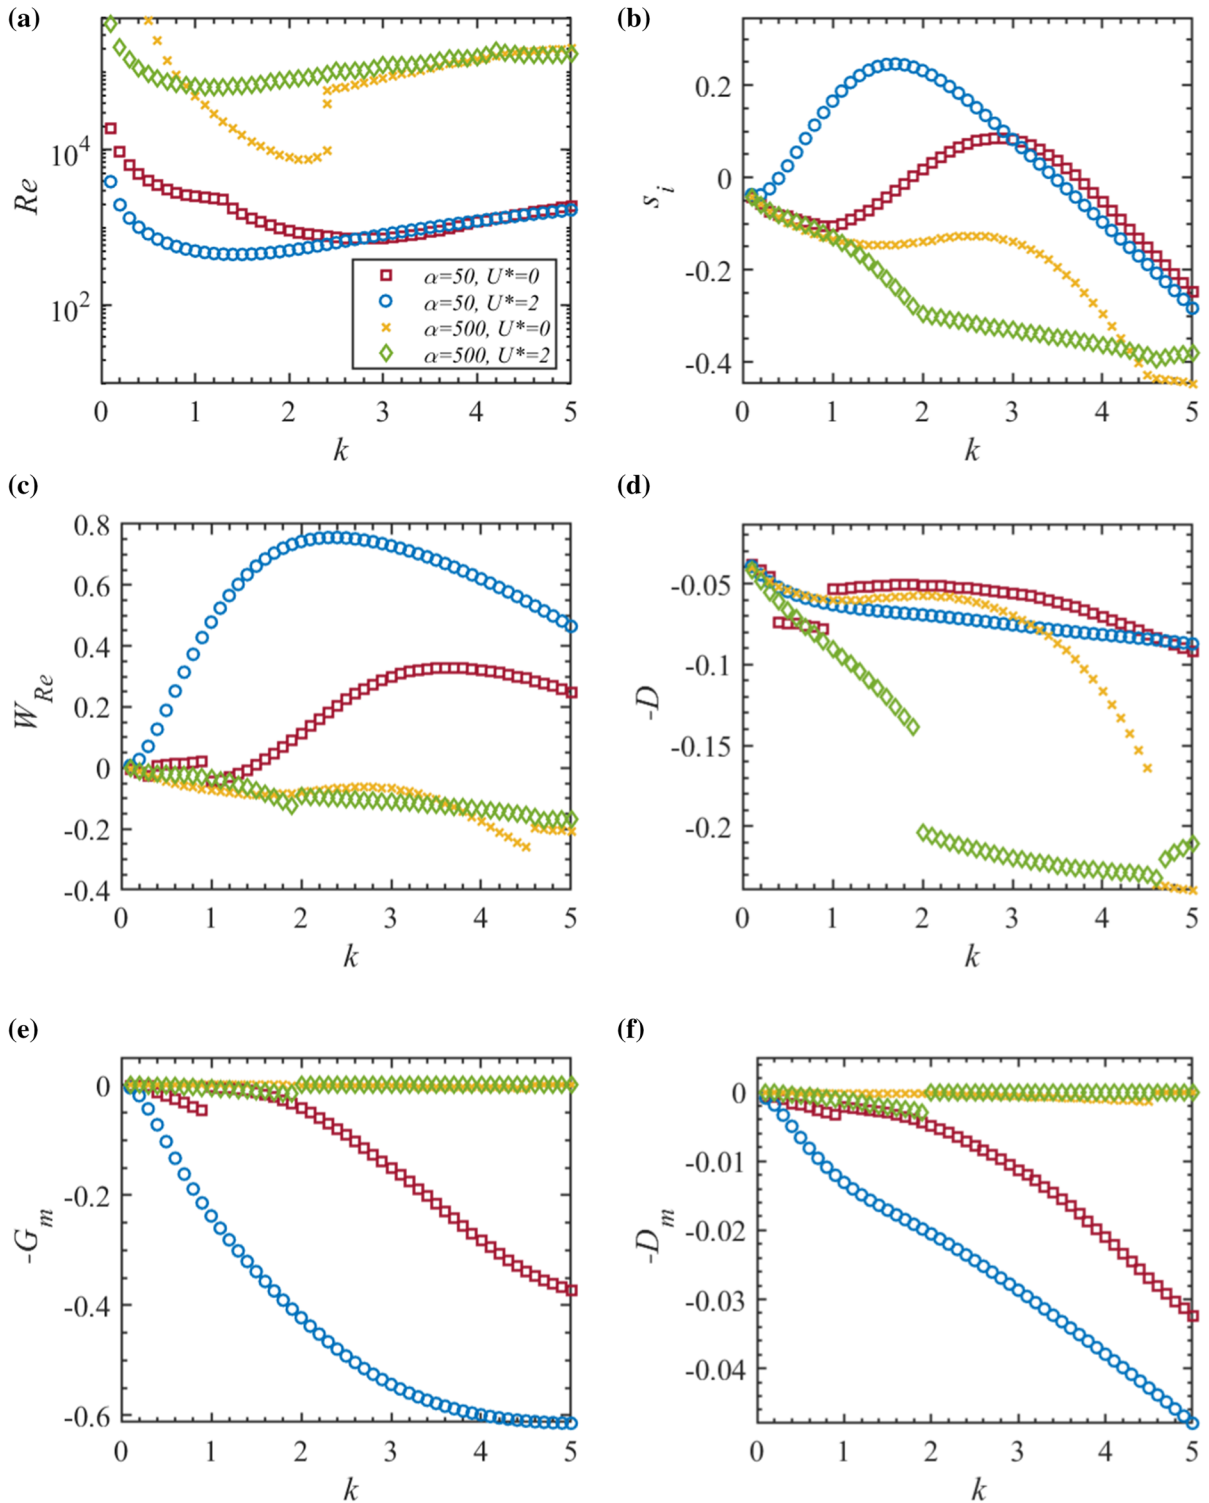 (a)
Re
10^4
10^2
0 1 2 3 4 5
k
α=50, U*=0
α=50, U*=2
α=500, U*=0
α=500, U*=2
(b)
s_i
0.2
0
-0.2
-0.4
0 1 2 3 4 5
k
(c)
W_Re
0.8
0.6
0.4
0.2
0
-0.2
-0.4
0 1 2 3 4 5
k
(d)
-D
-0.05
-0.1
-0.15
-0.2
0 1 2 3 4 5
k
(e)
-G_m
0
-0.2
-0.4
-0.6
0 1 2 3 4 5
k
(f)
-D_m
0
-0.01
-0.02
-0.03
-0.04
0 1 2 3 4 5
k